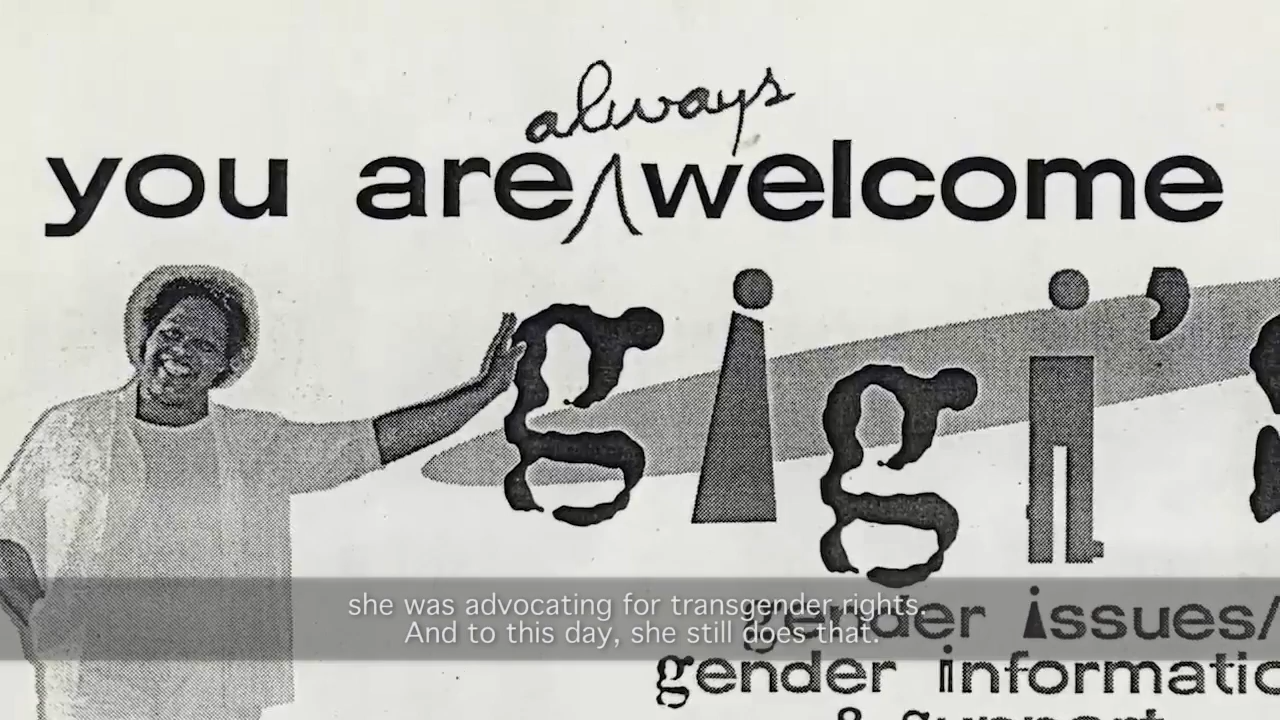 always
you are welcome
gigi's
gender issues/
gender informatio
& support
she was advocating for transgender rights.
And to this day, she still does that.